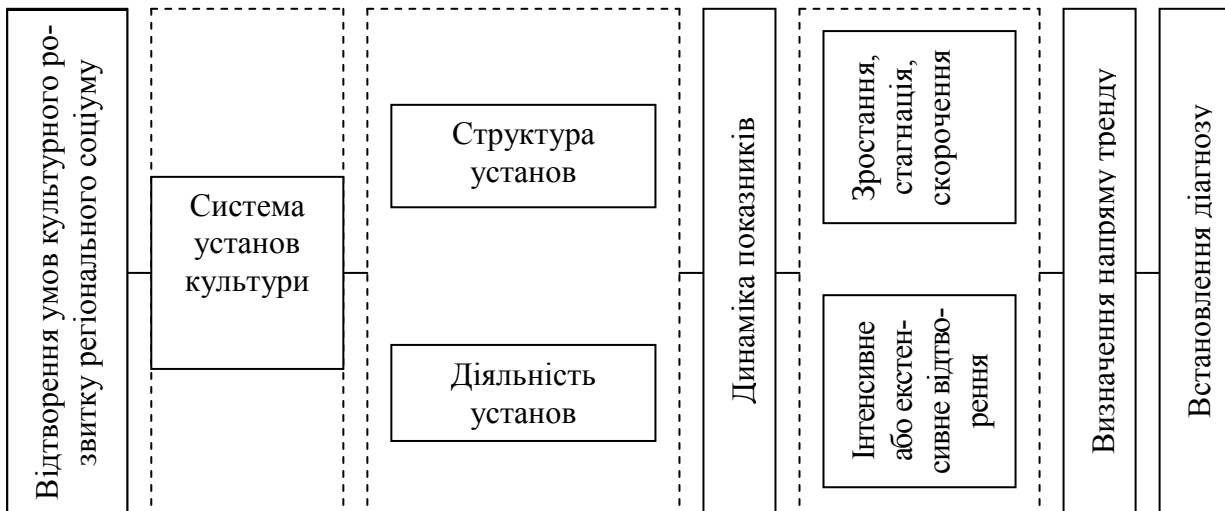 Відтворення умов культурного ро-
звитку регіонального соціуму
Система
установ
культури
Структура
установ
Діяльність
установ
Динаміка показників
Зростання,
стагнація,
скорочення
Інтенсивне
або екстен-
сивне відтво-
рення
Визначення напряму тренду
Встановлення діагнозу